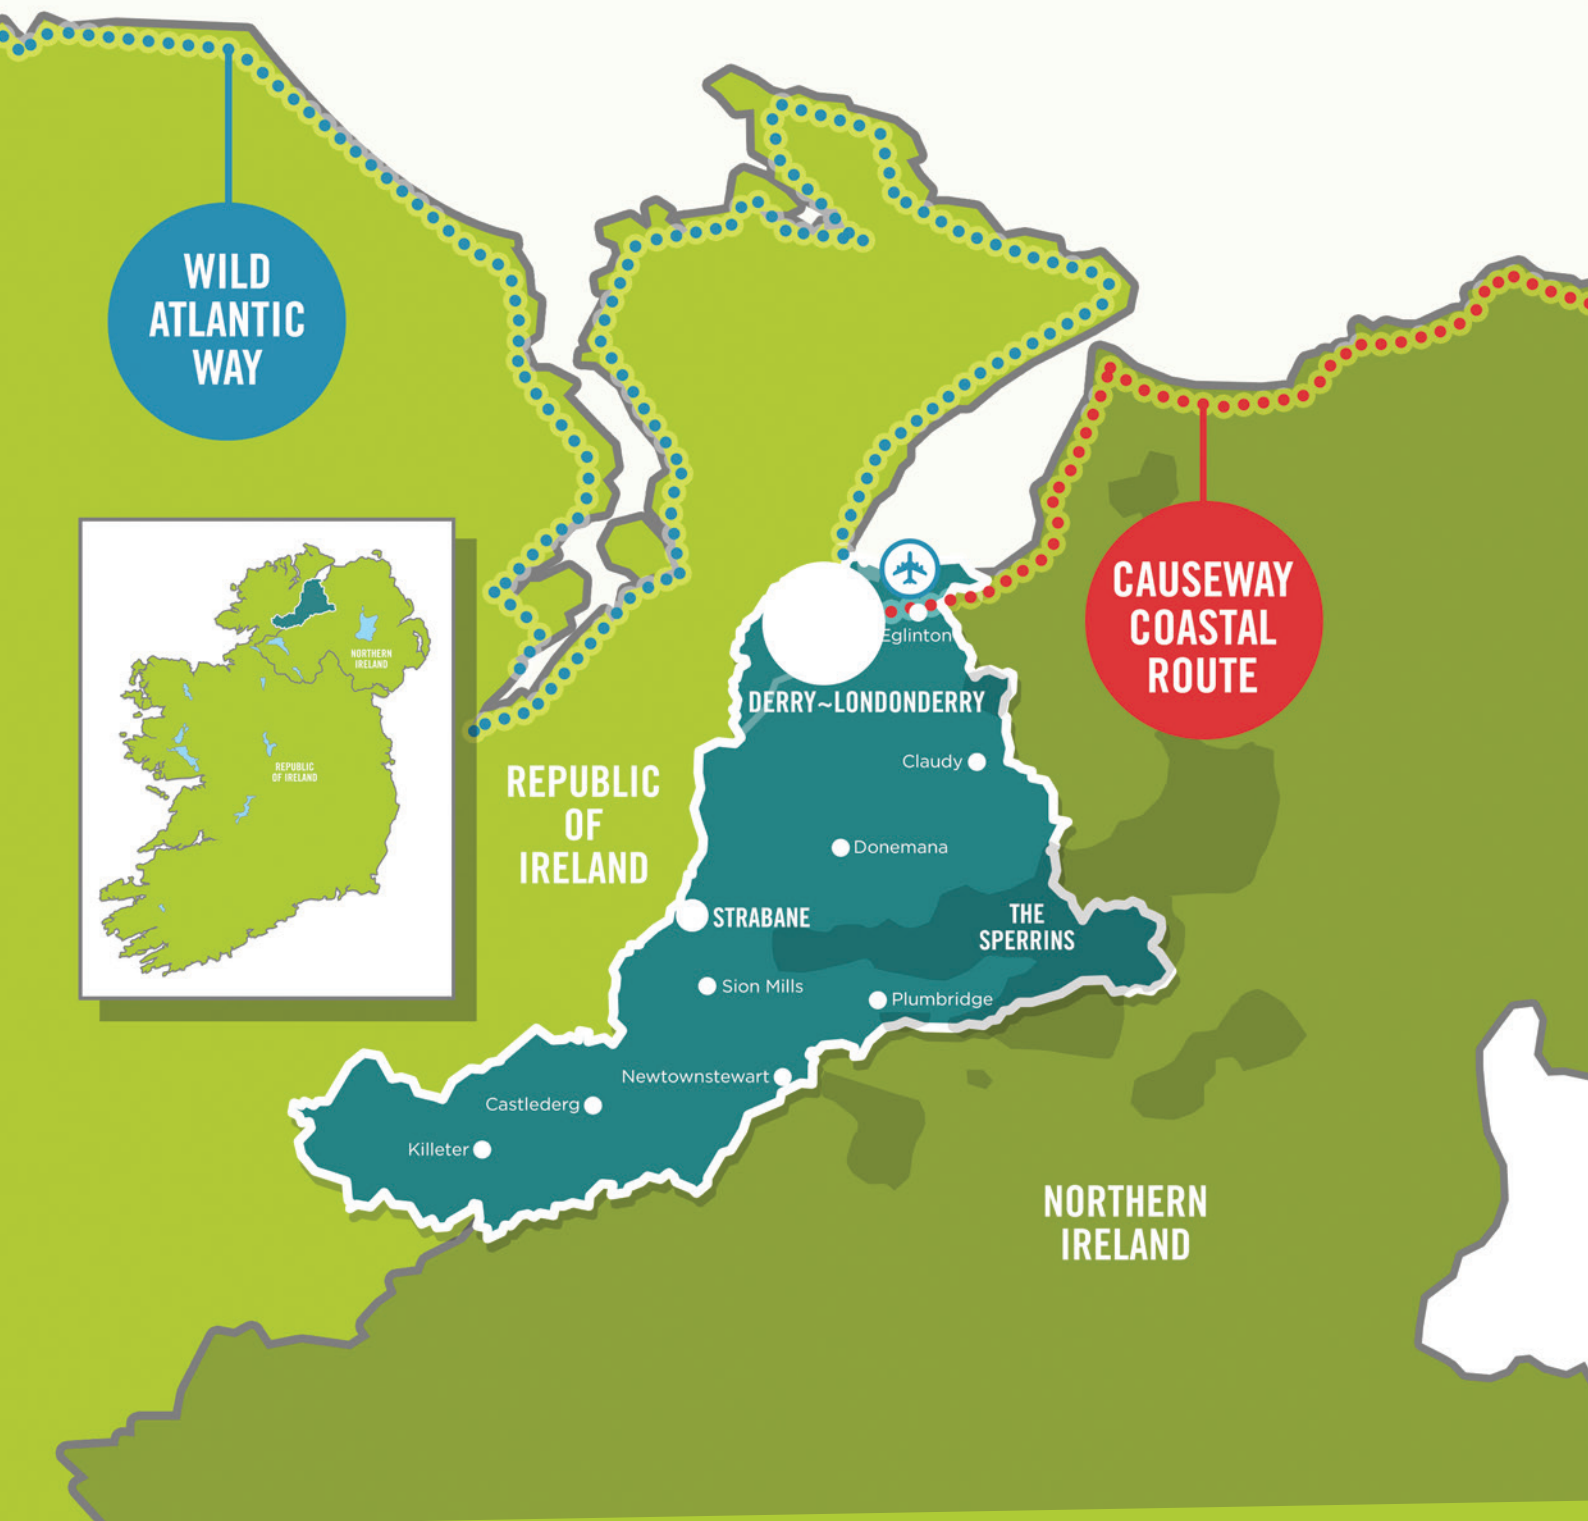 WILD
ATLANTIC
WAY
CAUSEWAY
COASTAL
ROUTE
Eglinton
DERRY~LONDONDERRY
Claudy
Donemana
REPUBLIC
OF
IRELAND
STRABANE
THE
SPERRINS
Sion Mills
Plumbridge
Newtownstewart
Castlederg
Killeter
NORTHERN
IRELAND
NORTHERN
IRELAND
REPUBLIC
OF IRELAND